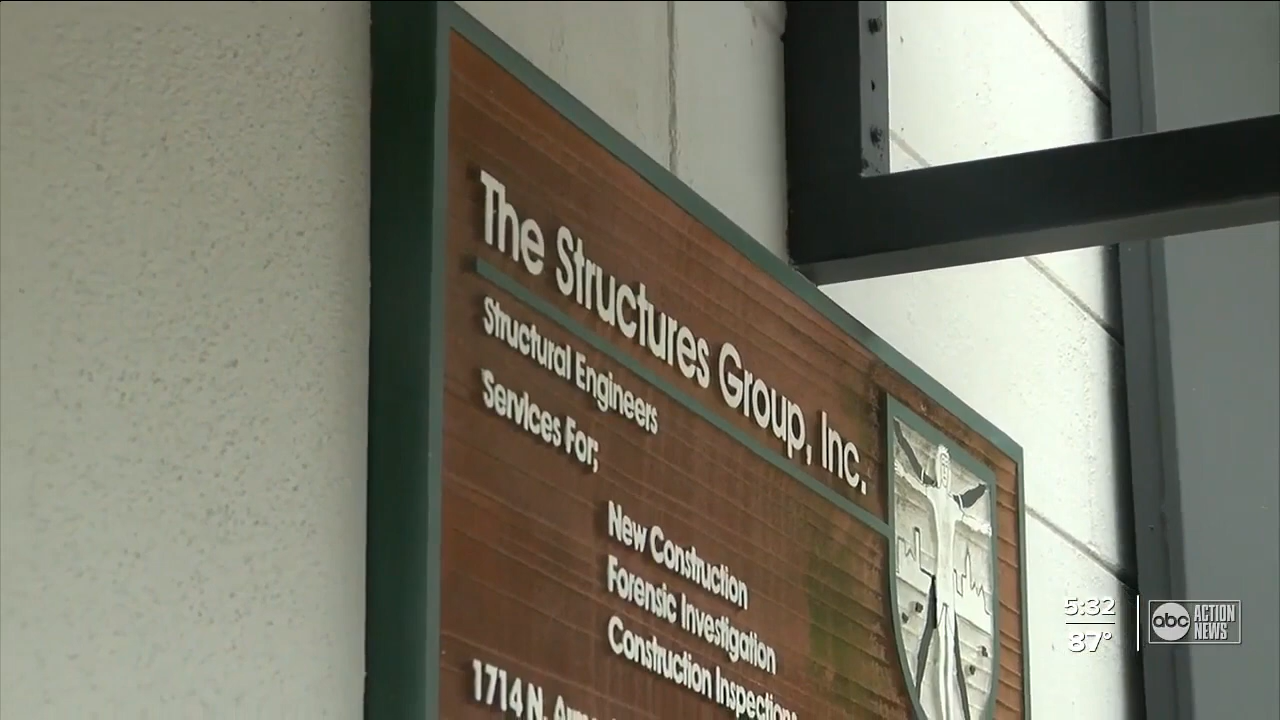 The Structures Group, Inc.
Structural Engineers
Services For;
New Construction
Forensic Investigation
Construction Inspection
1714 N.
5:32
87°
abc ACTION NEWS